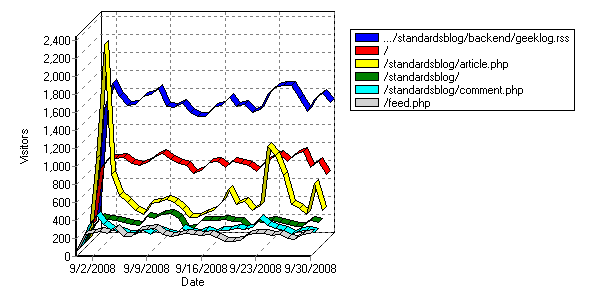 .../standardsblog/backend/geeklog.rss
/
/standardsblog/article.php
/standardsblog/
/standardsblog/comment.php
/feed.php
Visitors
2,400
2,200
2,000
1,800
1,600
1,400
1,200
1,000
800
600
400
200
0
9/2/2008 9/9/2008 9/16/2008 9/23/2008 9/30/2008
Date